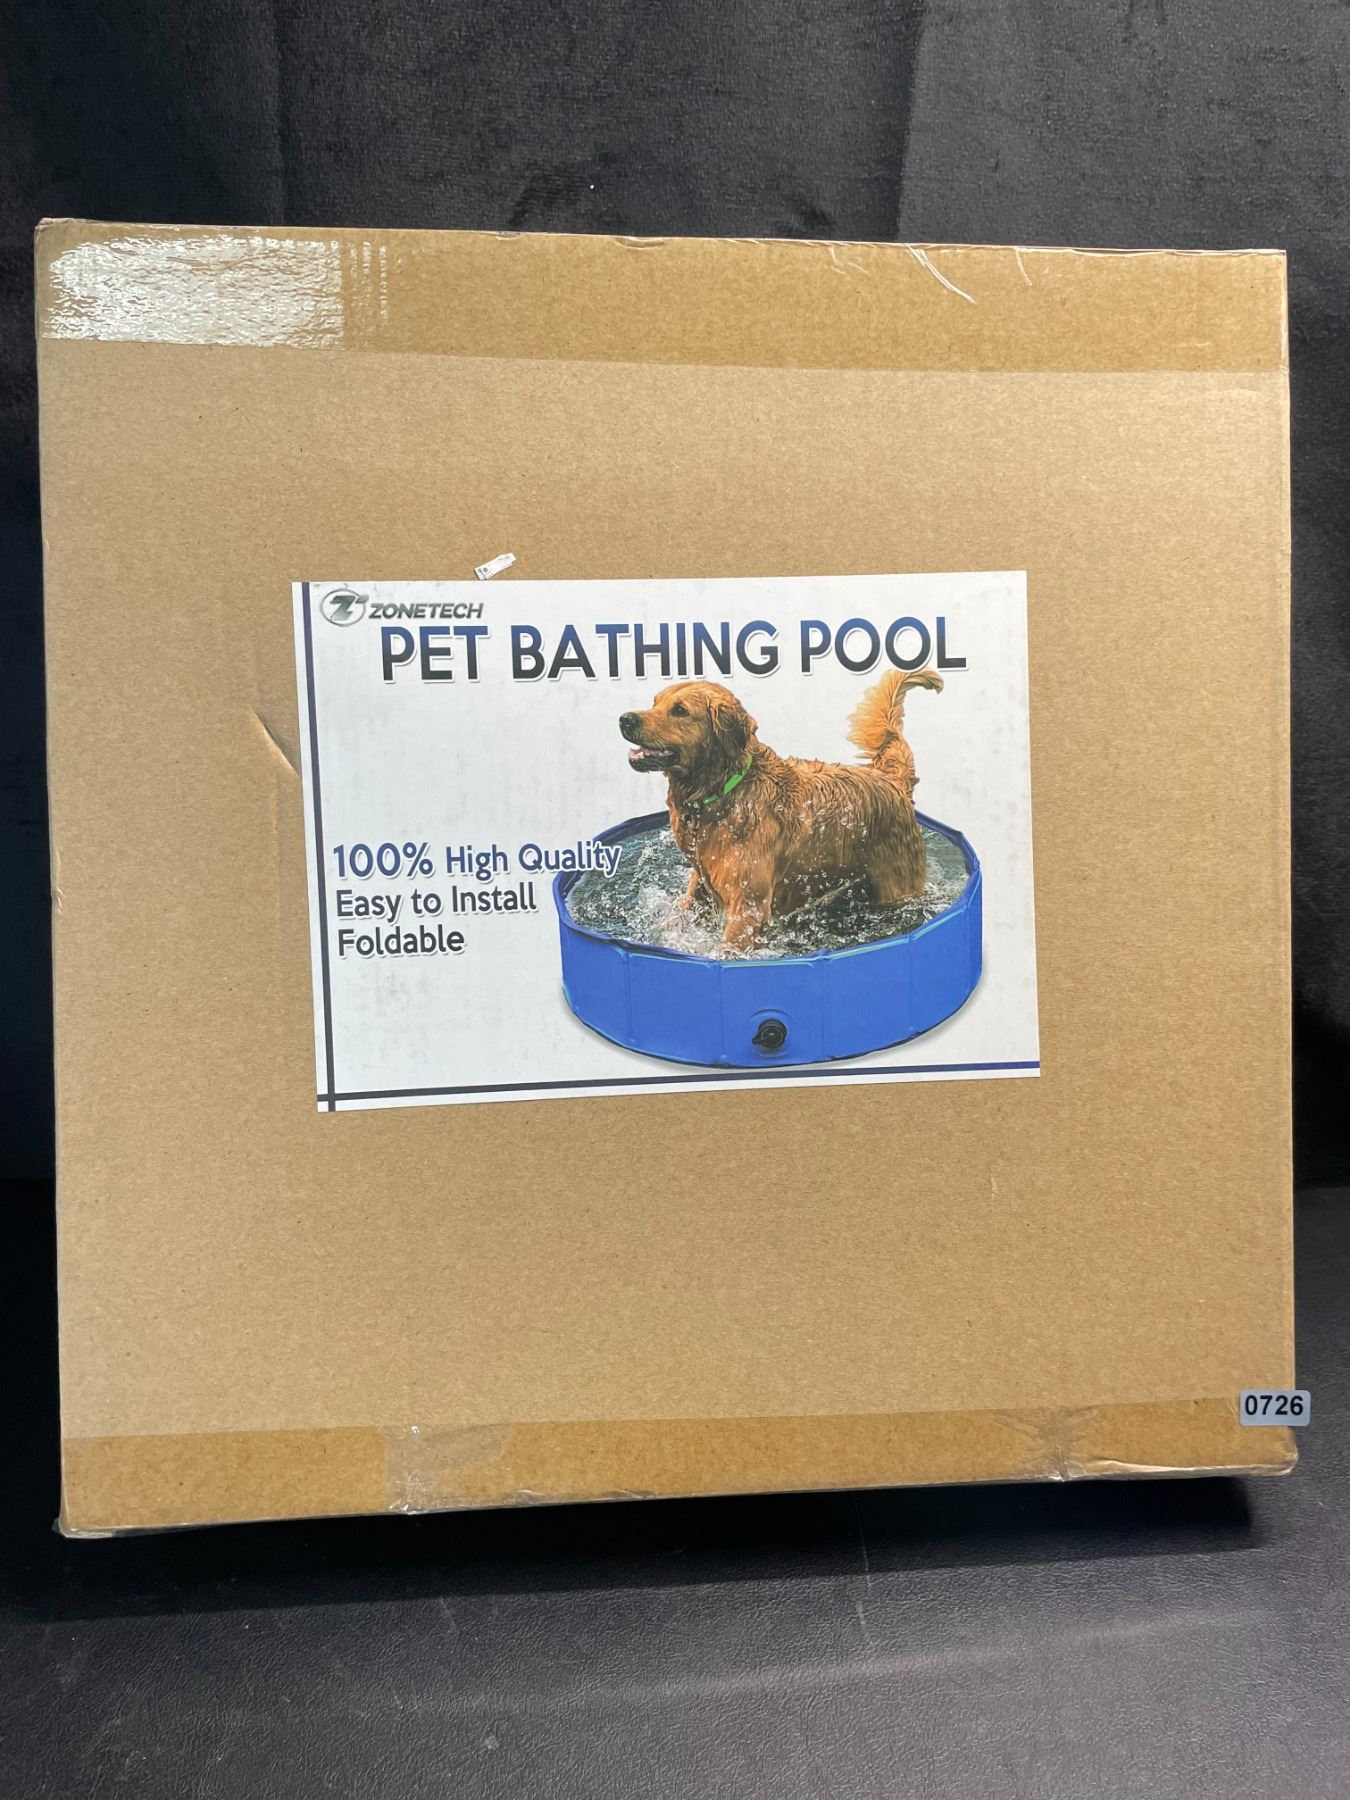 ZONETECH
PET BATHING POOL
100% High Quality
Easy to Install
Foldable
0726